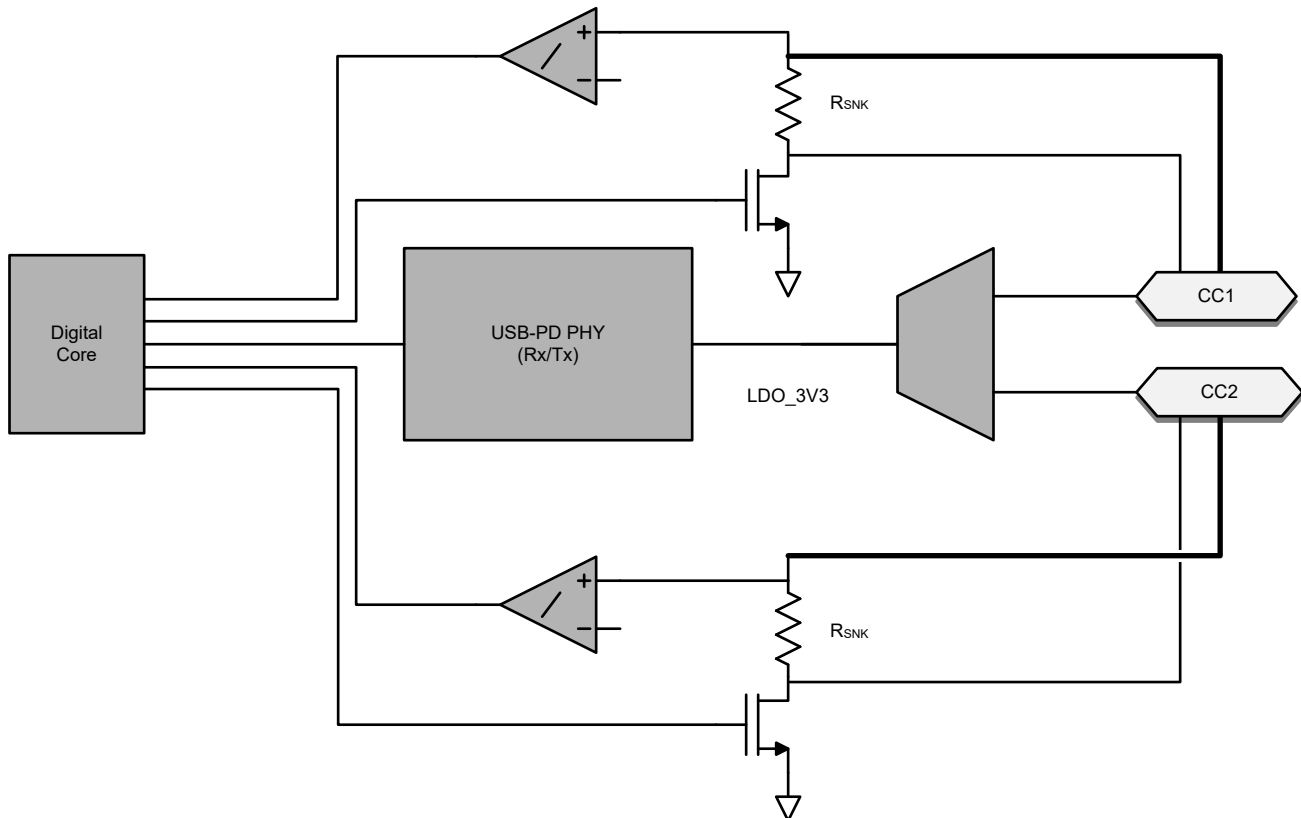 +
−
RSNK
Digital
Core
USB-PD PHY
(Rx/Tx)
LDO_3V3
CC1
CC2
+
−
RSNK